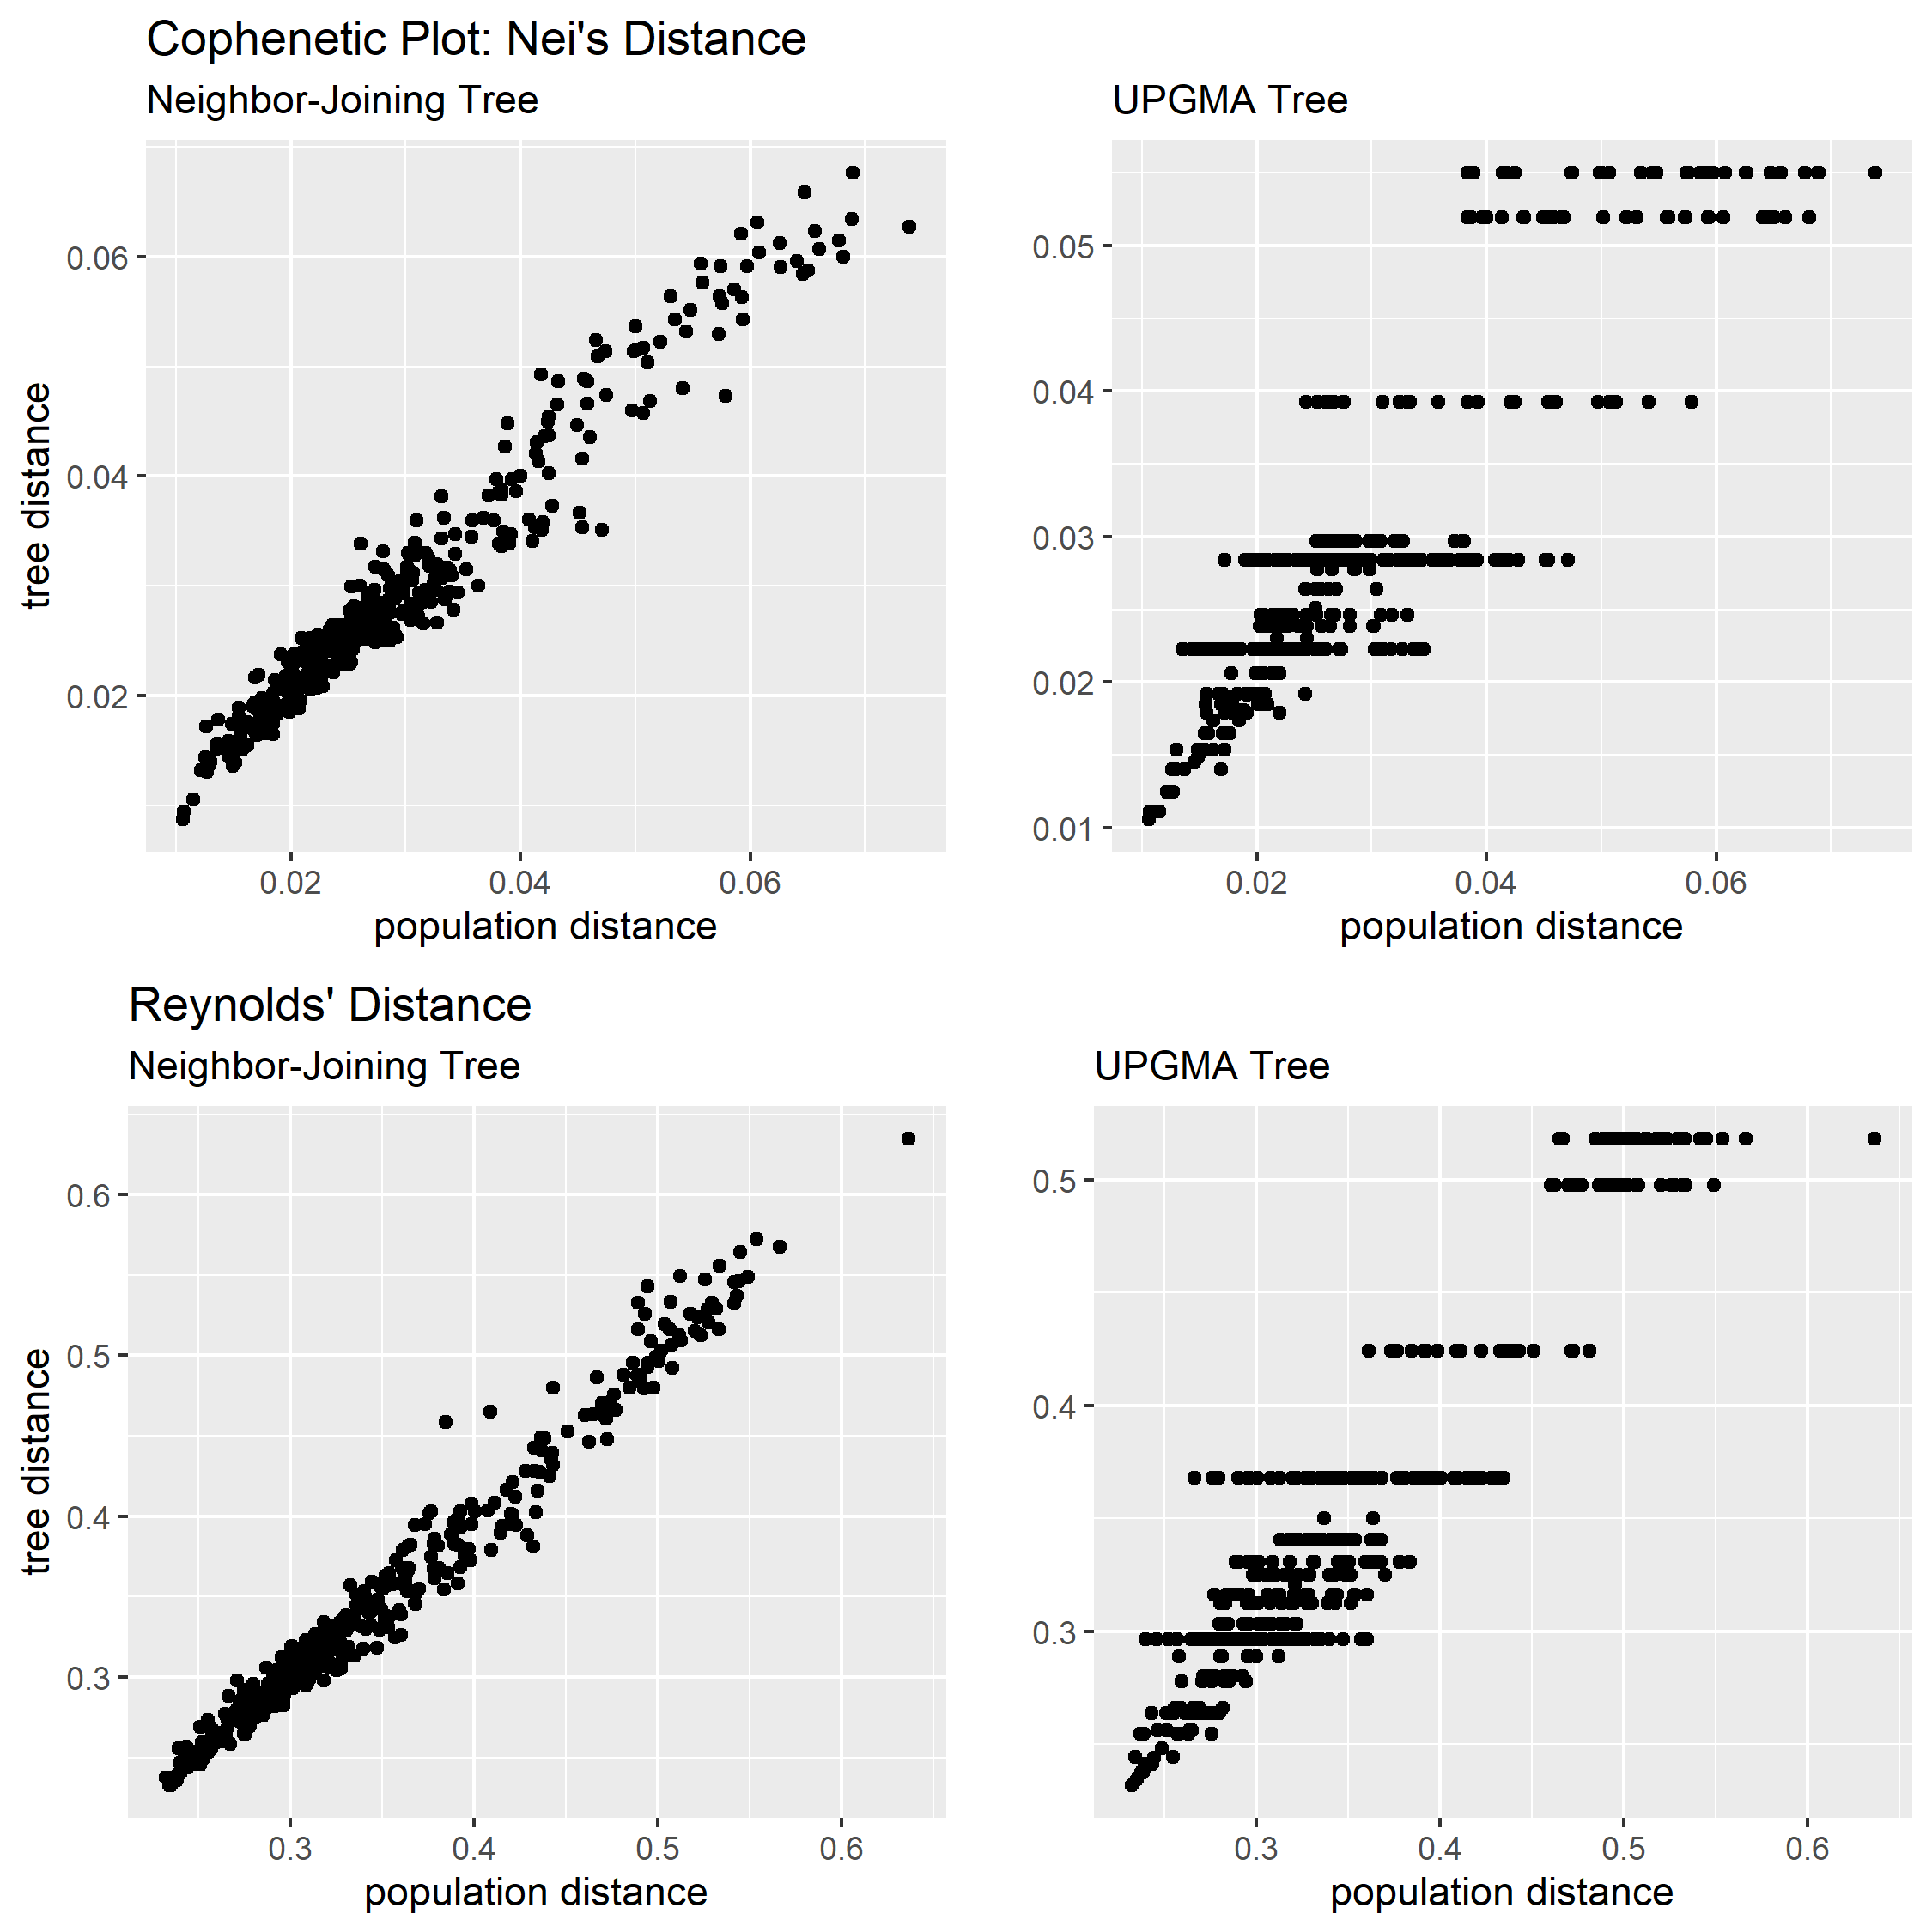 Cophenetic Plot: Nei's Distance
Neighbor-Joining Tree
0.06
0.04
0.02
tree distance
0.02 0.04 0.06
population distance
UPGMA Tree
0.05
0.04
0.03
0.02
0.01
0.02 0.04 0.06
population distance
Reynolds' Distance
Neighbor-Joining Tree
0.6
0.5
0.4
0.3
tree distance
0.3 0.4 0.5 0.6
population distance
UPGMA Tree
0.5
0.4
0.3
0.3 0.4 0.5 0.6
population distance